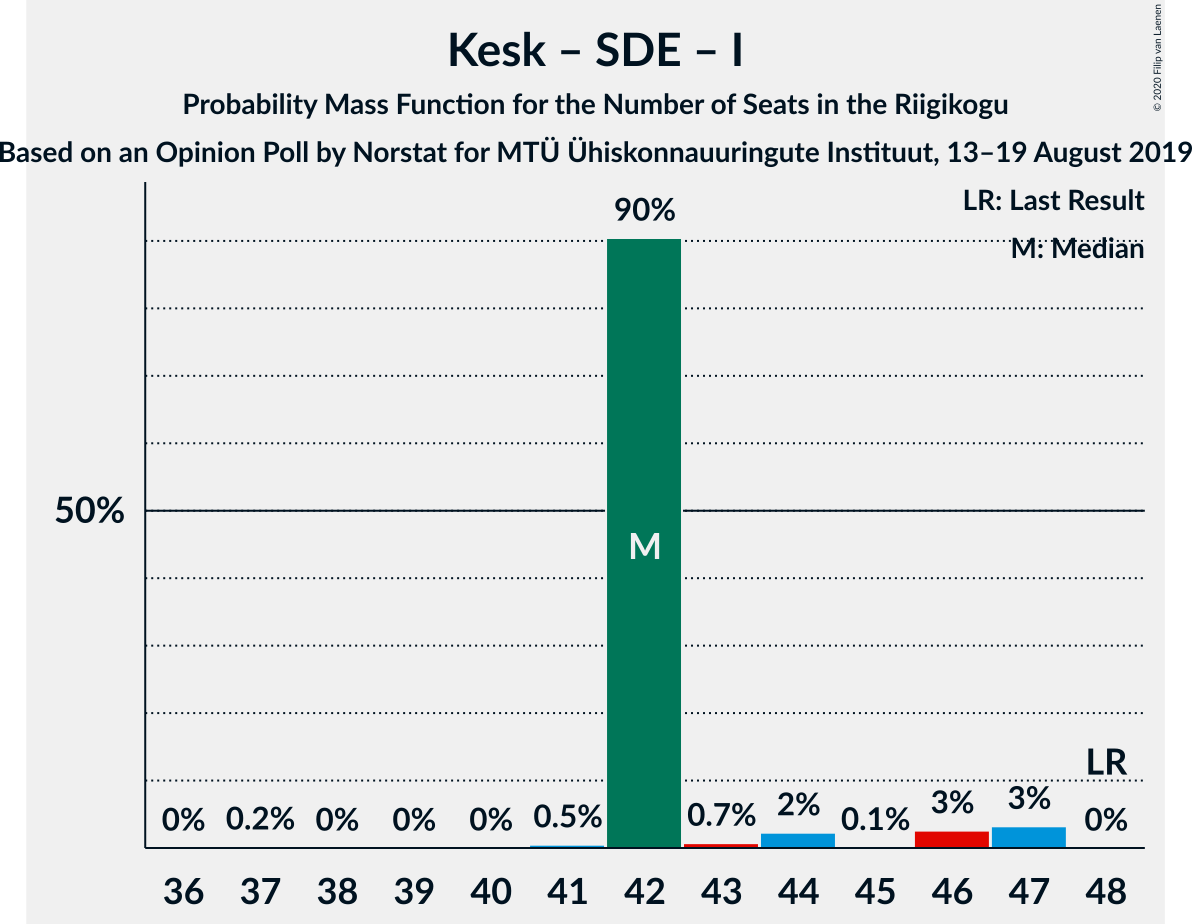 Kesk – SDE – I
Probability Mass Function for the Number of Seats in the Riigikogu
Based on an Opinion Poll by Norstat for MTÜ Ühiskonnauuringute Instituut, 13–19 August 2019
© 2020 Filip van Laenen
LR: Last Result
M: Median
90%
50%
M
LR
0% 0.2% 0% 0% 0% 0.5% 0.7% 2% 0.1% 3% 3% 0%
36 37 38 39 40 41 42 43 44 45 46 47 48